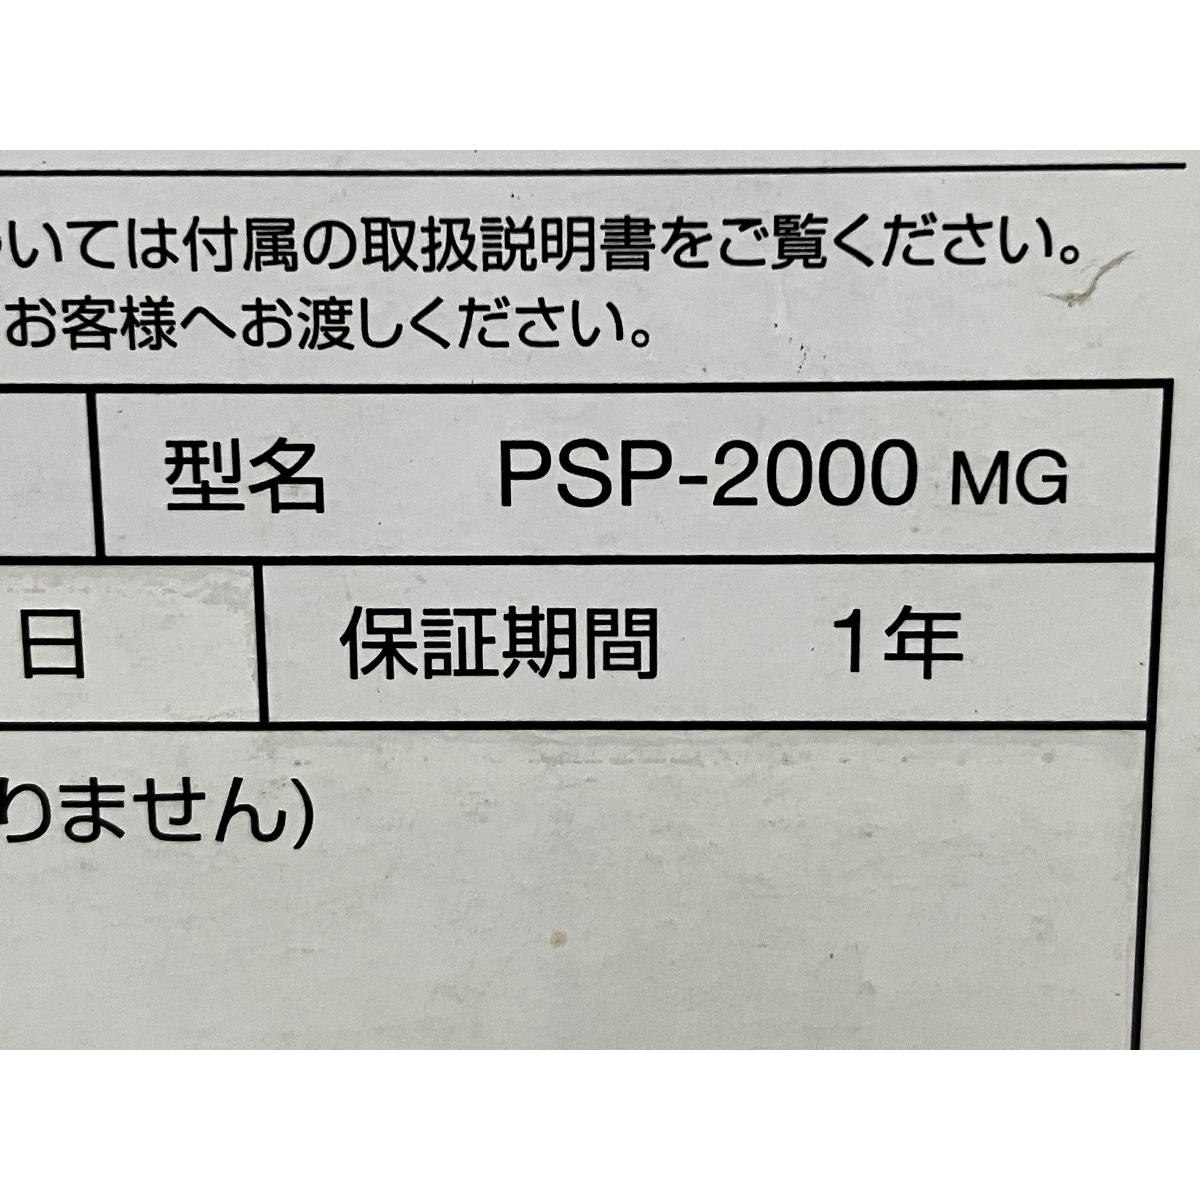 いては付属の取扱説明書をご覧ください。
お客様へお渡しください。
型名 PSP-2000 MG
日 保証期間 1年
りません)